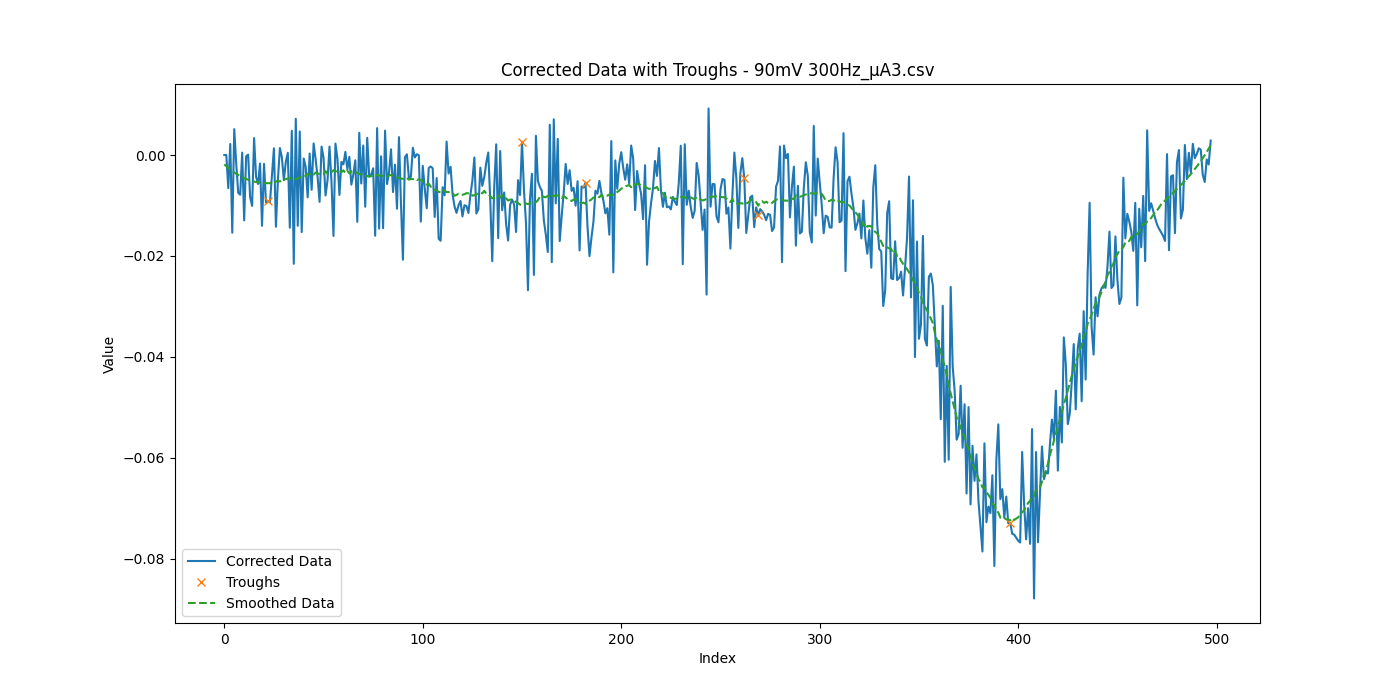 Corrected Data with Troughs - 90mV 300Hz_μA3.csv
Value
0.00
−0.02
−0.04
−0.06
−0.08
Corrected Data
Troughs
Smoothed Data
0 100 200 300 400 500
Index